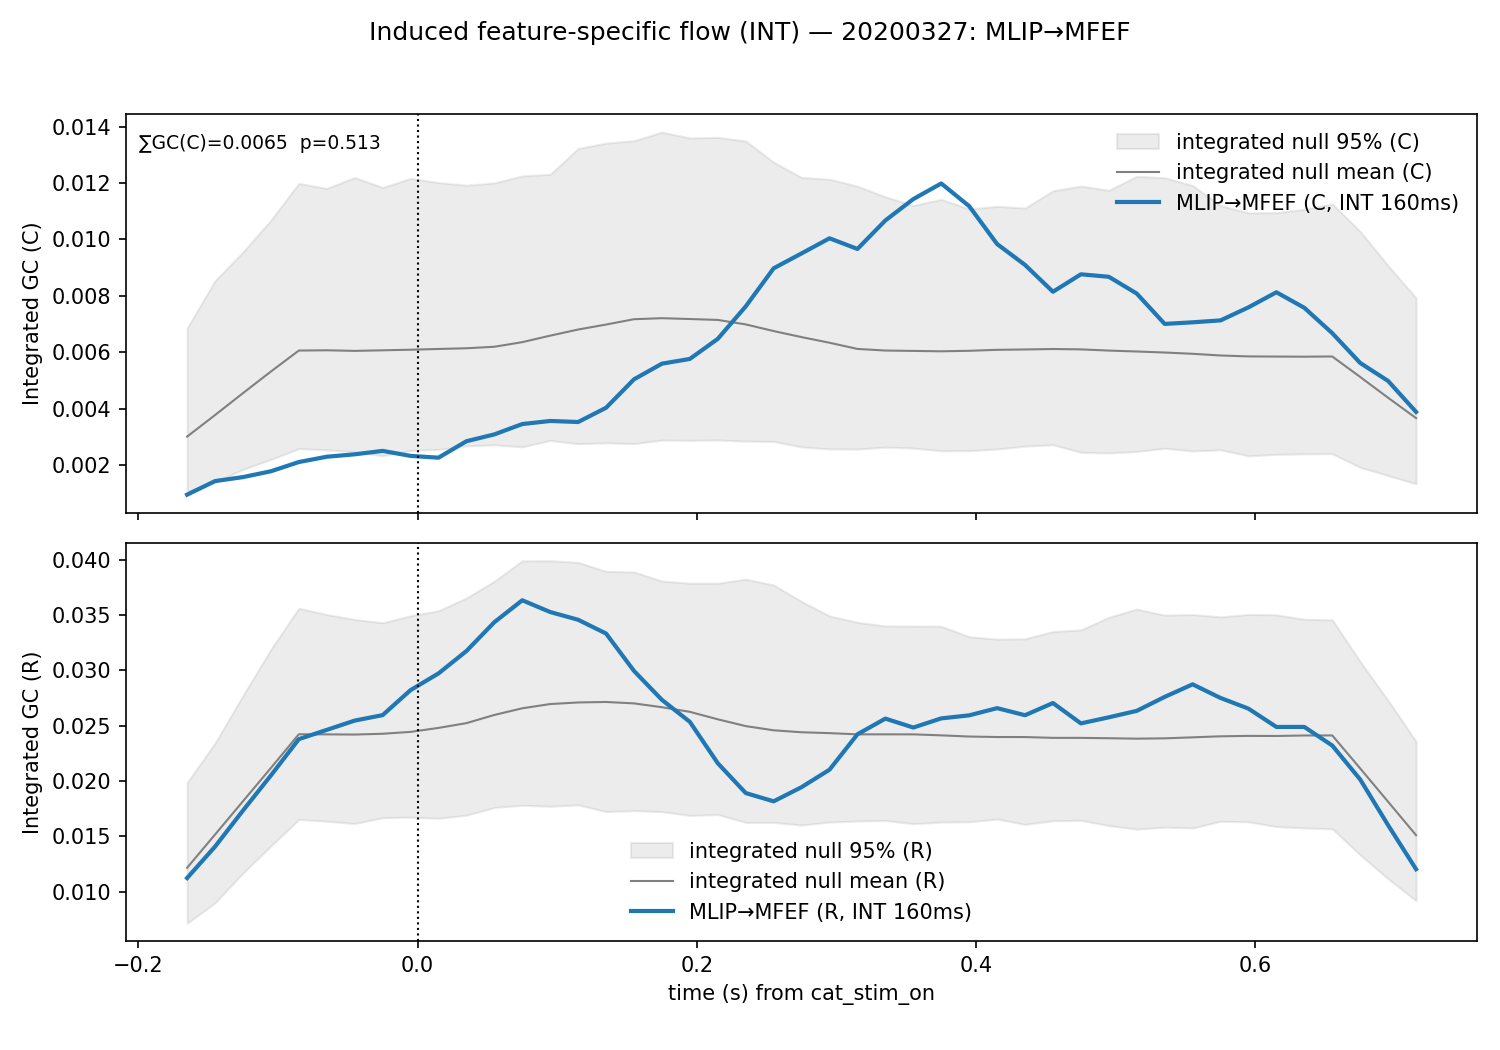 Induced feature-specific flow (INT) — 20200327: MLIP→MFEF
∑GC(C)=0.0065 p=0.513
integrated null 95% (C)
integrated null mean (C)
MLIP→MFEF (C, INT 160ms)
Integrated GC (C)
0.014
0.012
0.010
0.008
0.006
0.004
0.002
Integrated GC (R)
0.040
0.035
0.030
0.025
0.020
0.015
0.010
integrated null 95% (R)
integrated null mean (R)
MLIP→MFEF (R, INT 160ms)
−0.2 0.0 0.2 0.4 0.6
time (s) from cat_stim_on